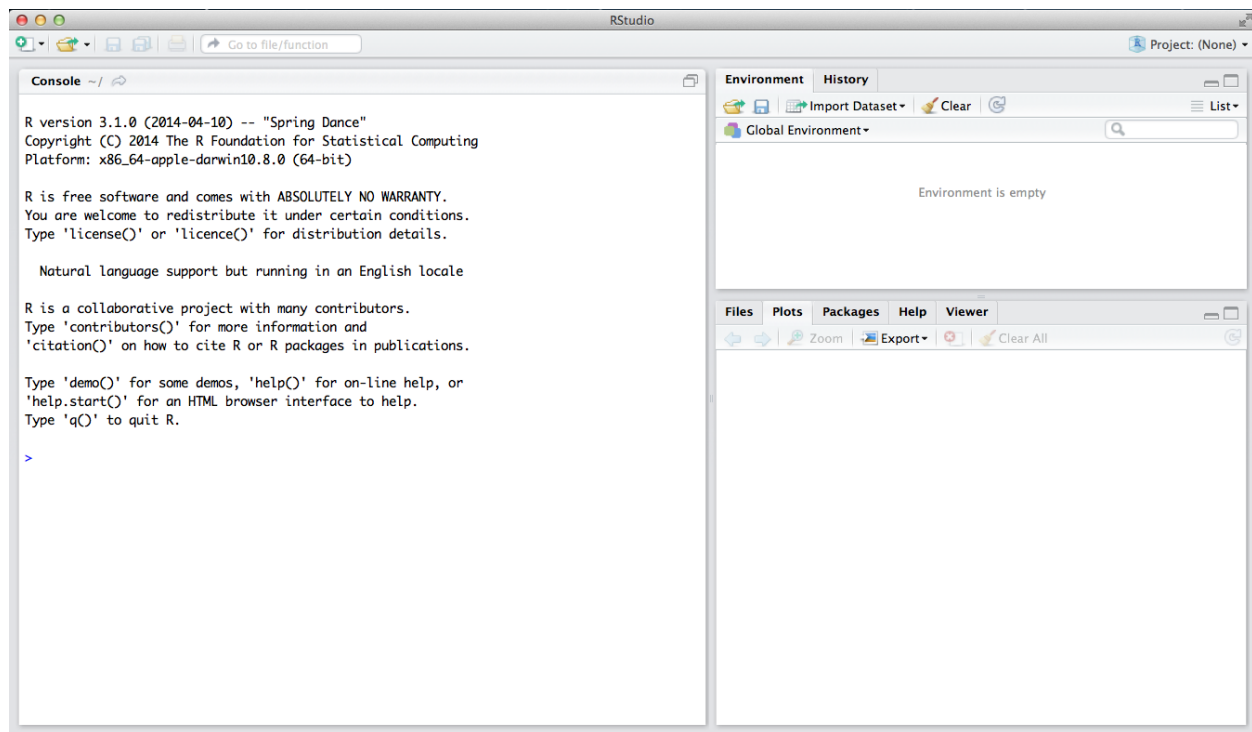 RStudio
Go to file/function
Project: (None)
Console ~/
R version 3.1.0 (2014-04-10) -- "Spring Dance"
Copyright (C) 2014 The R Foundation for Statistical Computing
Platform: x86_64-apple-darwin10.8.0 (64-bit)
R is free software and comes with ABSOLUTELY NO WARRANTY.
You are welcome to redistribute it under certain conditions.
Type 'license()' or 'licence()' for distribution details.
Natural language support but running in an English locale
R is a collaborative project with many contributors.
Type 'contributors()' for more information and
'citation()' on how to cite R or R packages in publications.
Type 'demo()' for some demos, 'help()' for on-line help, or
'help.start()' for an HTML browser interface to help.
Type 'q()' to quit R.
>
Environment History
Import Dataset Clear List
Global Environment
Environment is empty
Files Plots Packages Help Viewer
Zoom Export Clear All